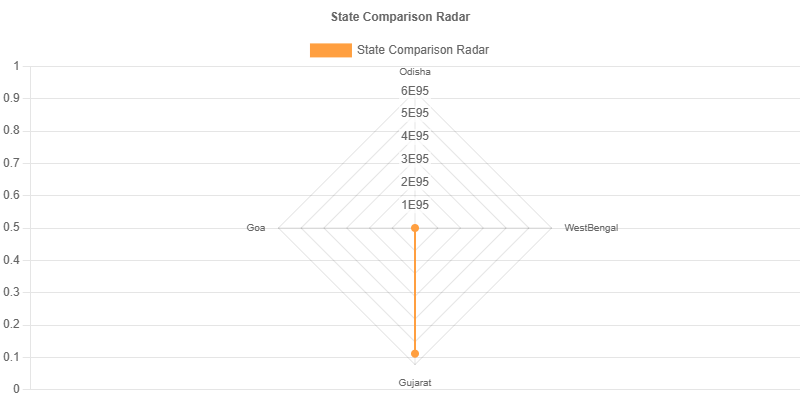 State Comparison Radar
State Comparison Radar
1
0.9
0.8
0.7
0.6
0.5
0.4
0.3
0.2
0.1
0
Odisha
6E95
5E95
4E95
3E95
2E95
1E95
Goa
WestBengal
Gujarat